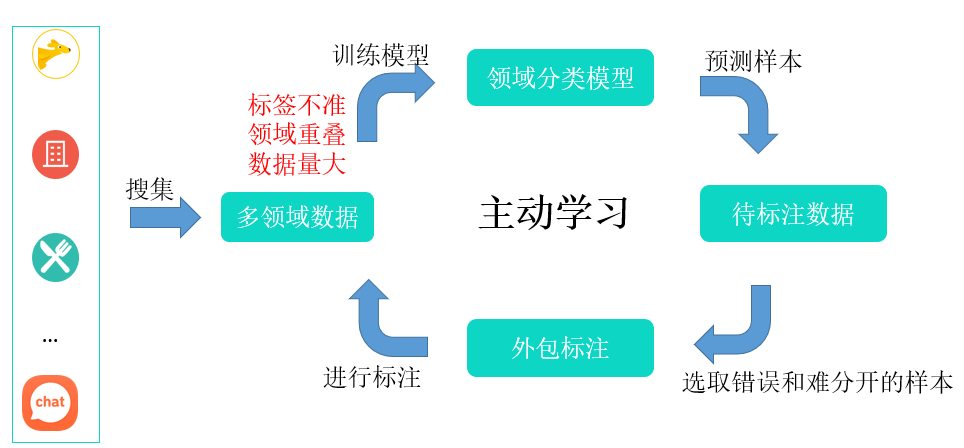 训练模型
预测样本
领域分类模型
标签不准
领域重叠
数据量大
搜集
多领域数据
主动学习
待标注数据
...
外包标注
进行标注
选取错误和难分开的样本
chat